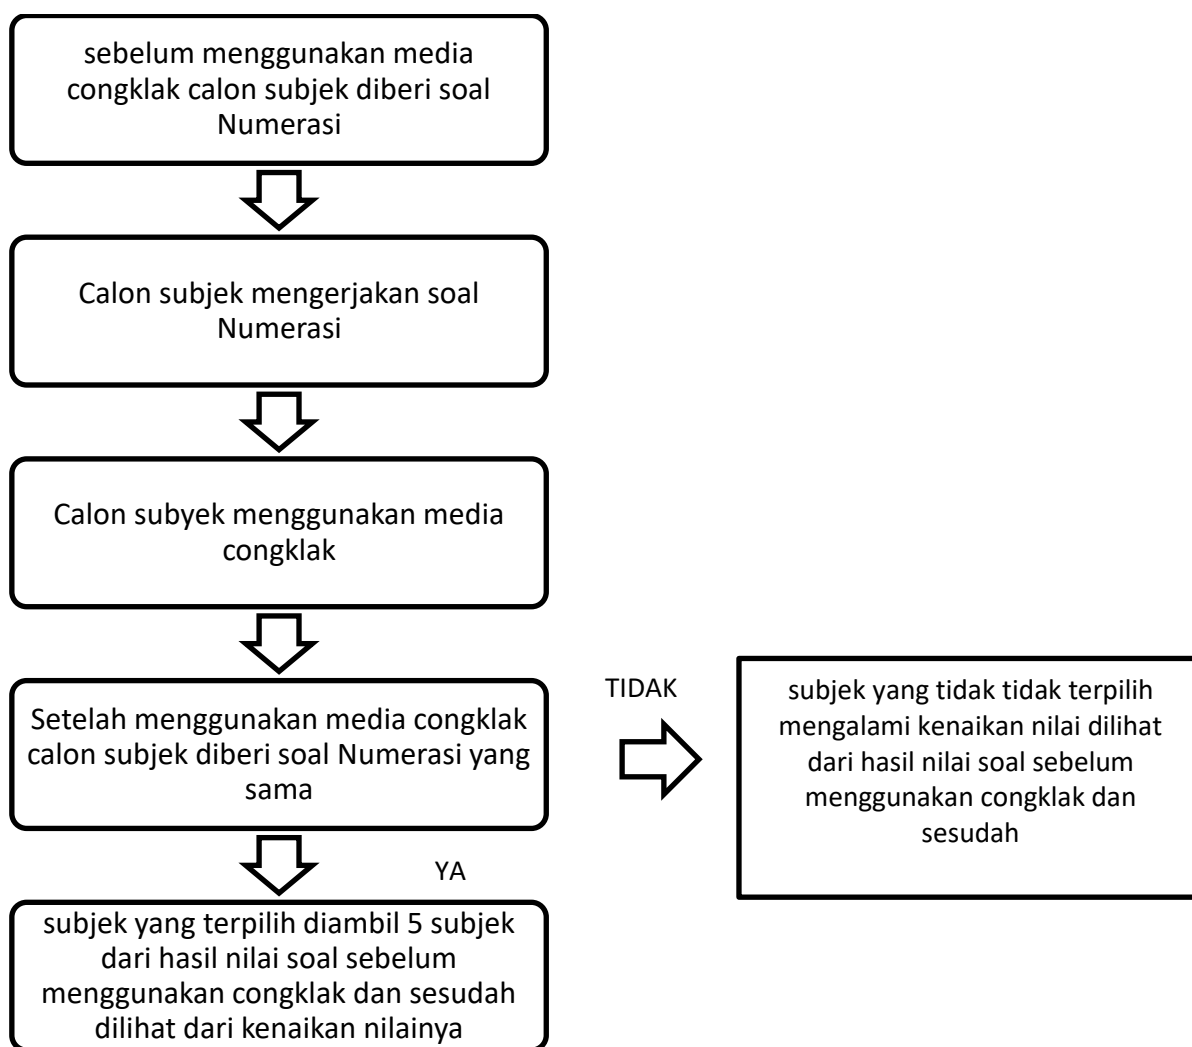 sebelum menggunakan media
congklak calon subjek diberi soal
Numerasi
Calon subjek mengerjakan soal
Numerasi
Calon subyek menggunakan media
congklak
Setelah menggunakan media congklak
calon subjek diberi soal Numerasi yang
sama
TIDAK
subjek yang tidak tidak terpilih
mengalami kenaikan nilai dilihat
dari hasil nilai soal sebelum
menggunakan congklak dan
sesudah
YA
subjek yang terpilih diambil 5 subjek
dari hasil nilai soal sebelum
menggunakan congklak dan sesudah
dilihat dari kenaikan nilainya